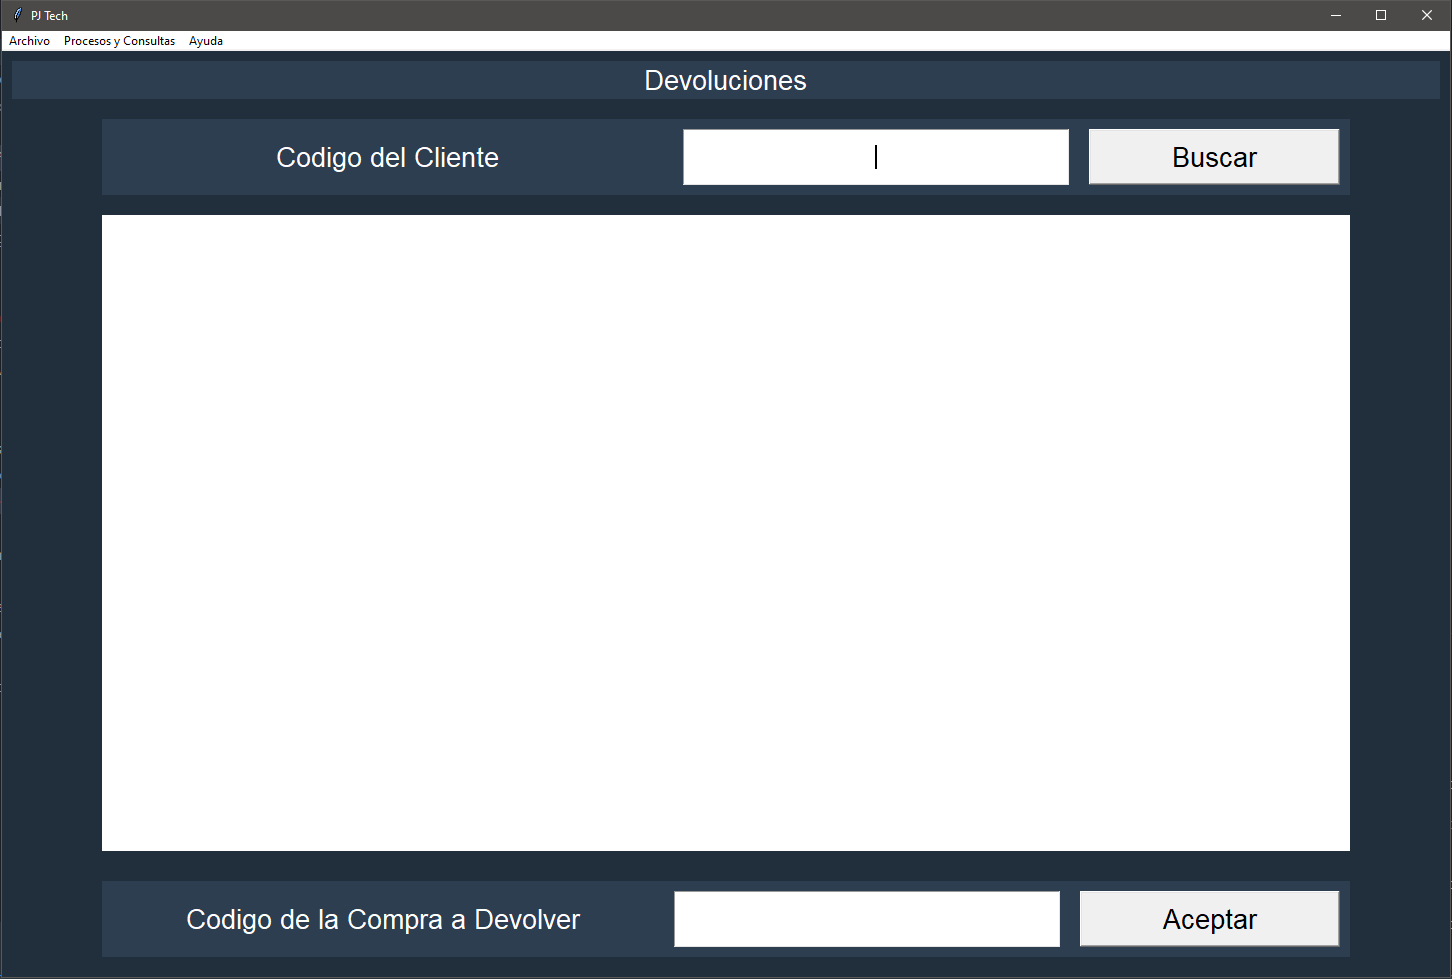 PJ Tech
Archivo Procesos y Consultas Ayuda
Devoluciones
Codigo del Cliente Buscar
Codigo de la Compra a Devolver Aceptar